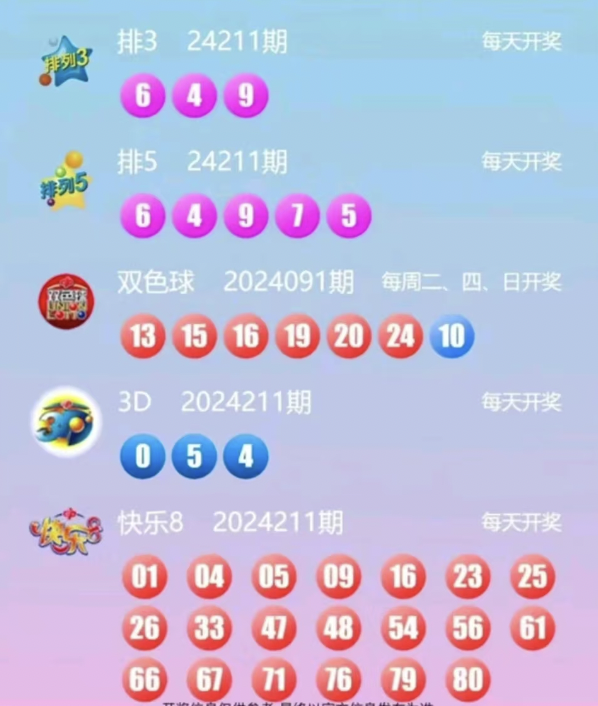 排3 24211期 每天开奖
排列3
6 4 9
排5 24211期 每天开奖
排列5
6 4 9 7 5
双色球 2024091期 每周二、四、日开奖
双色球
13 15 16 19 20 24 10
3D 2024211期 每天开奖
0 5 4
快乐8 2024211期 每天开奖
快乐
01 04 05 09 16 23 25
26 33 47 48 54 56 61
66 67 71 76 79 80